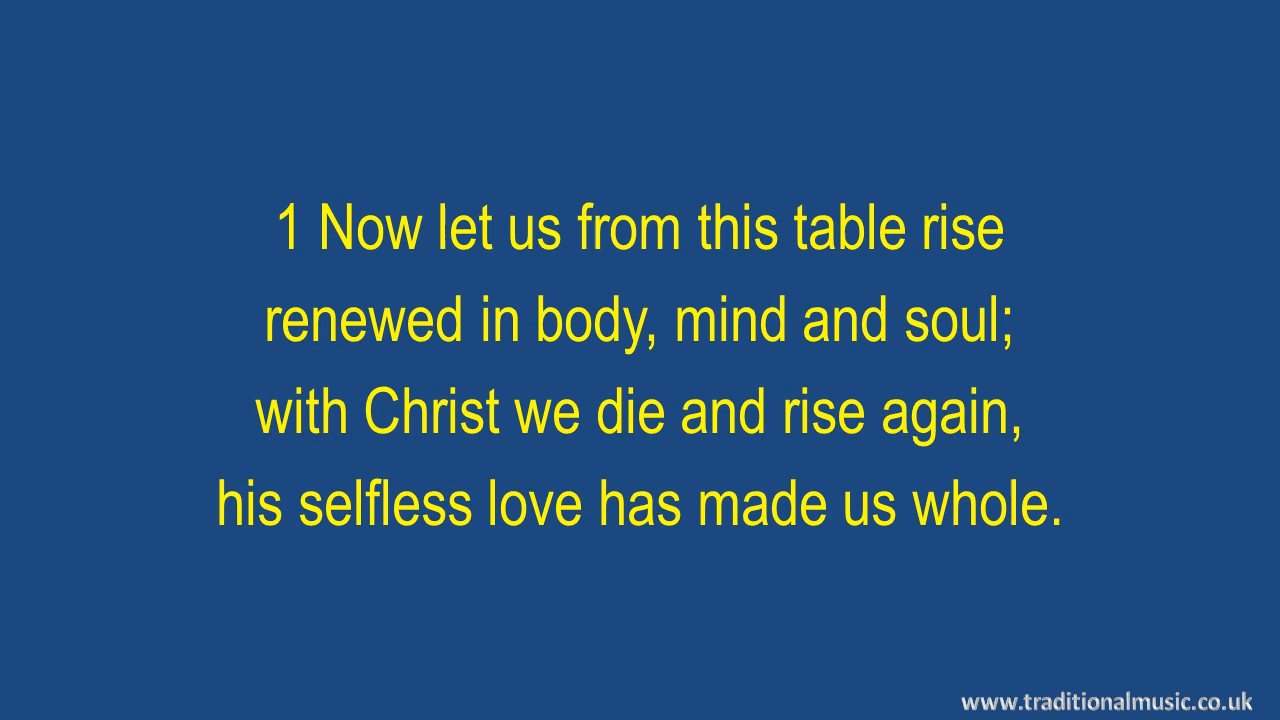 1 Now let us from this table rise
renewed in body, mind and soul;
with Christ we die and rise again,
his selfless love has made us whole.
www.traditionalmusic.co.uk